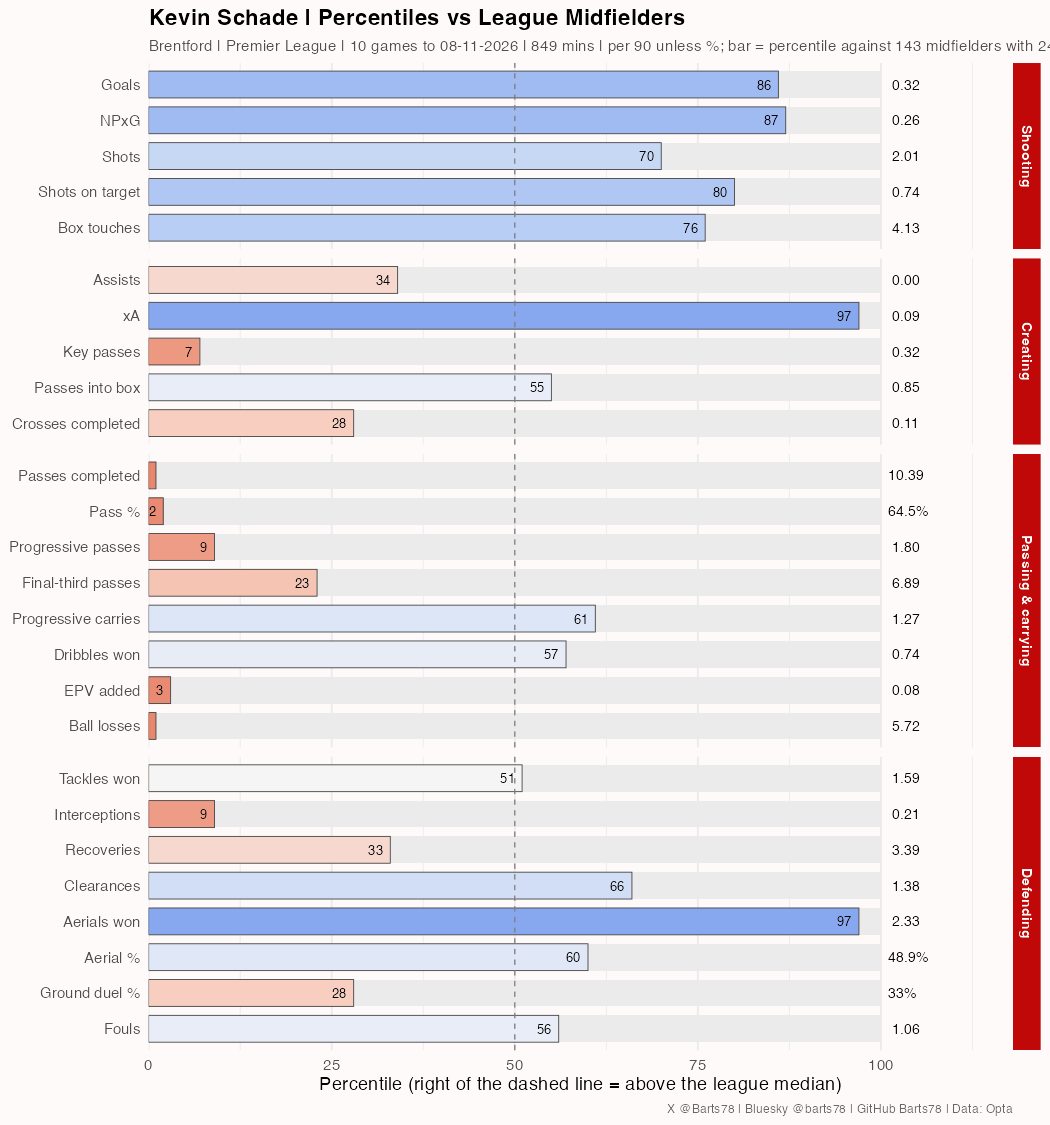 Kevin Schade | Percentiles vs League Midfielders
Brentford | Premier League | 10 games to 08-11-2026 | 849 mins | per 90 unless %; bar = percentile against 143 midfielders with
Goals 86 0.32
NPxG 87 0.26
Shots 70 2.01
Shots on target 80 0.74
Box touches 76 4.13
Shooting
Assists 34 0.00
xA 97 0.09
Key passes 7 0.32
Passes into box 55 0.85
Crosses completed 28 0.11
Creating
Passes completed 10.39
Pass % 2 64.5%
Progressive passes 9 1.80
Final-third passes 23 6.89
Progressive carries 61 1.27
Dribbles won 57 0.74
EPV added 3 0.08
Ball losses 5.72
Passing & carrying
Tackles won 51 1.59
Interceptions 9 0.21
Recoveries 33 3.39
Clearances 66 1.38
Aerials won 97 2.33
Aerial % 60 48.9%
Ground duel % 28 33%
Fouls 56 1.06
Defending
0 25 50 75 100
Percentile (right of the dashed line = above the league median)
X @Barts78 | Bluesky @barts78 | GitHub Barts78 | Data: Opta